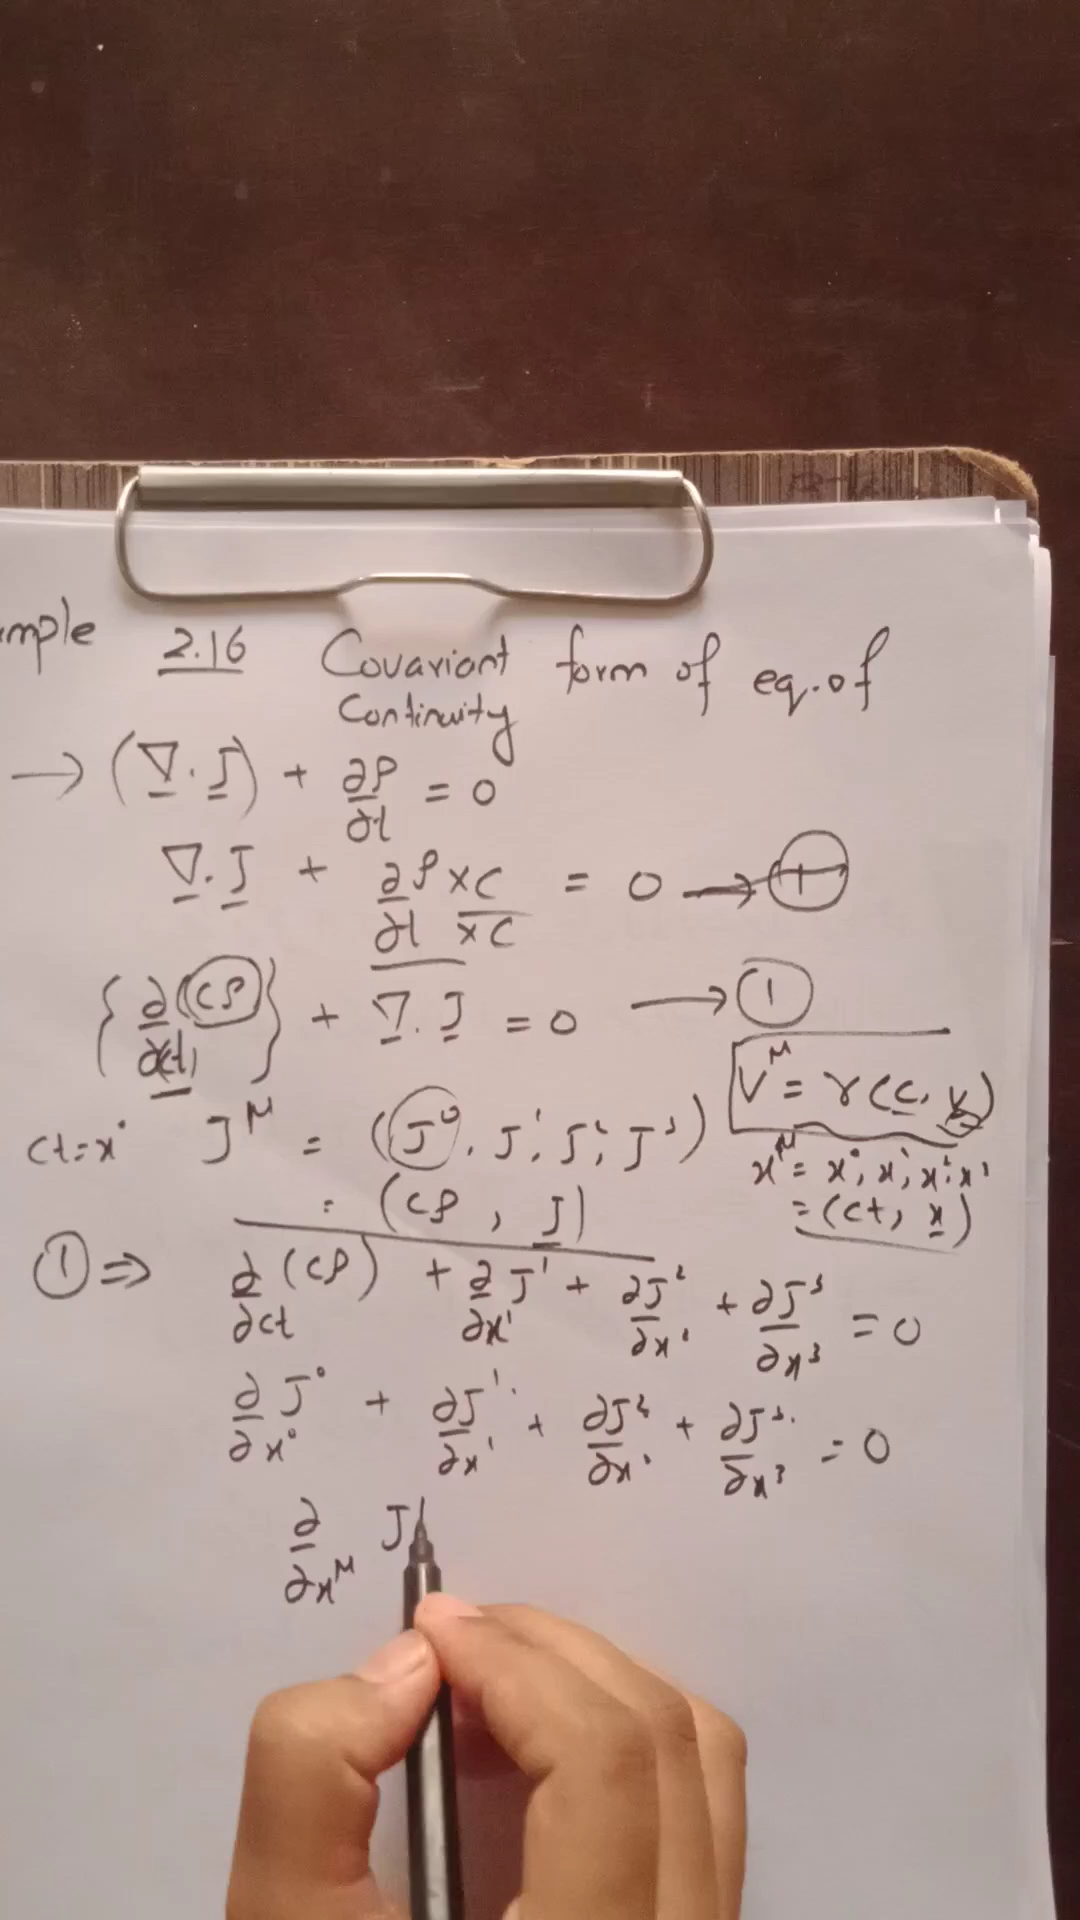 mple 2.16 Covariant form of eq. of
Continuity
→ (∇.J) + ∂ρ/∂t = 0
∇.J + ∂ρ/∂t ×c/×c = 0 → 1
{∂(cρ)/∂(ct)} + ∇.J = 0 → 1
V^μ = γ(c, v)
ct = x⁰ J^μ = (J⁰, J¹, J², J³)
x^μ = x⁰, x¹, x², x³
= (cρ, J)
= (ct, x)
1 ⇒ ∂/∂ct (cρ) + ∂/∂x¹ J¹ + ∂J²/∂x² + ∂J³/∂x³ = 0
∂/∂x⁰ J⁰ + ∂J¹/∂x¹ + ∂J²/∂x² + ∂J³/∂x³ = 0
∂/∂x^μ J